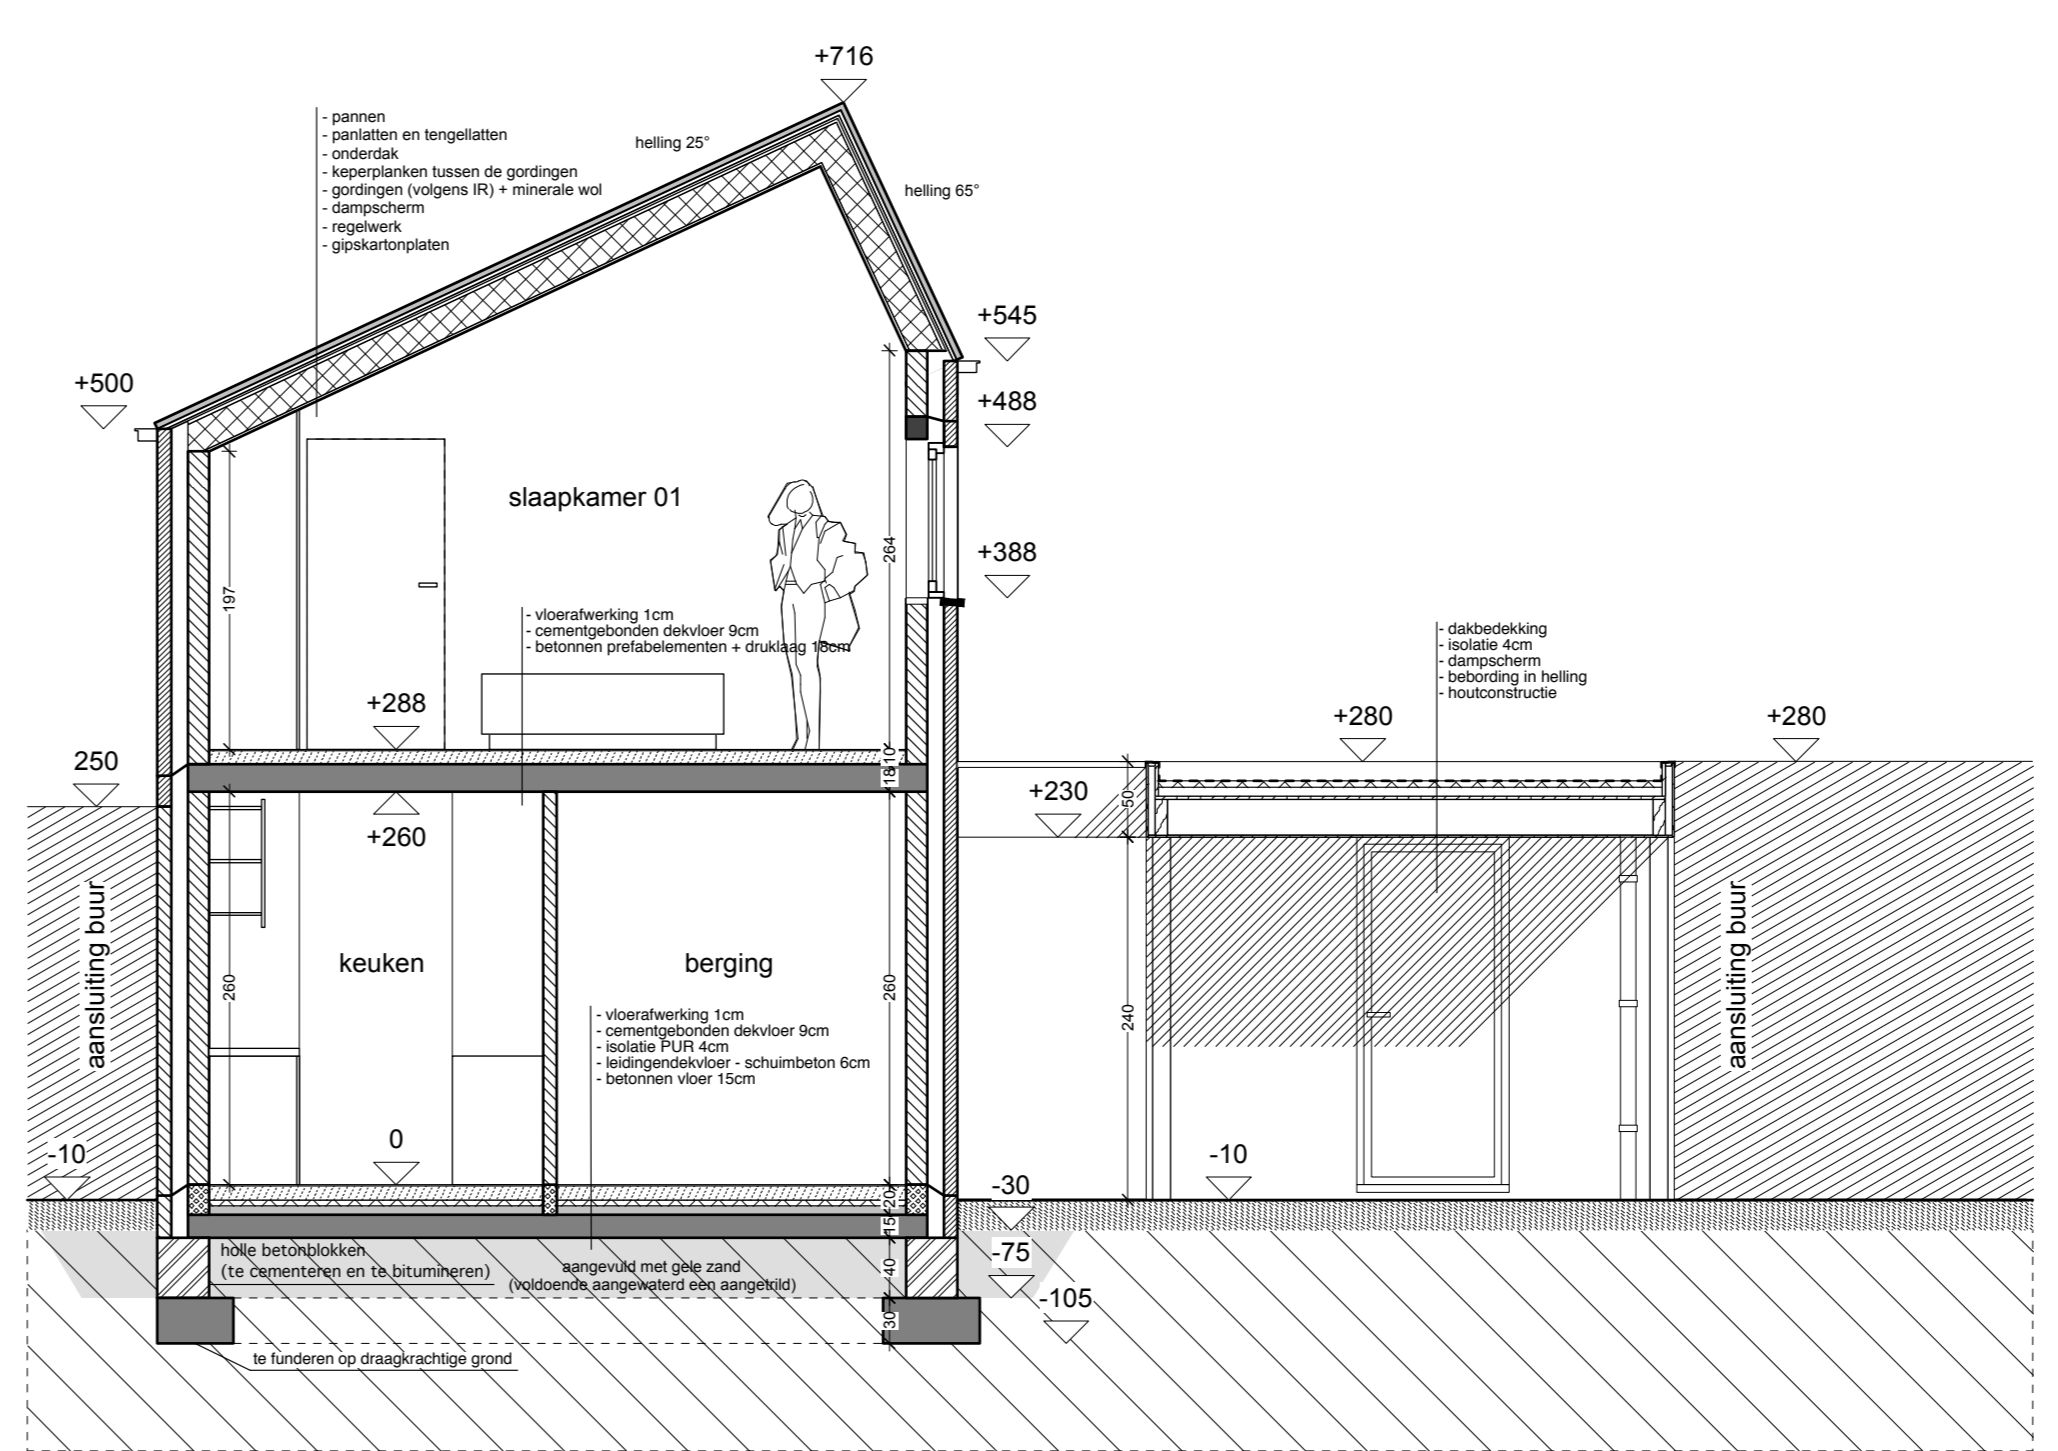 +716
- pannen
- panlatten en tengellatten
- onderdak
- keperplanken tussen de gordingen
- gordingen (volgens IR) + minerale wol
- dampscherm
- regelwerk
- gipskartonplaten
helling 25°
helling 65°
+545
+500
+488
slaapkamer 01
264
+388
197
- vloerafwerking 1cm
- cementgebonden dekvloer 9cm
- betonnen prefabelementen + druklaag 18cm
- dakbedekking
- isolatie 4cm
- dampscherm
- bebording in helling
- houtconstructie
+288
+280
+280
250
10
18
+230
50
+260
aansluiting buur
keuken
berging
260
260
240
aansluiting buur
- vloerafwerking 1cm
- cementgebonden dekvloer 9cm
- isolatie PUR 4cm
- leidingendekvloer - schuimbeton 6cm
- betonnen vloer 15cm
0
-10
-10
-30
20
15
holle betonblokken
(te cementeren en te bitumineren)
aangevuld met gele zand
(voldoende aangewaterd een aangetrild)
40
-75
-105
30
te funderen op draagkrachtige grond